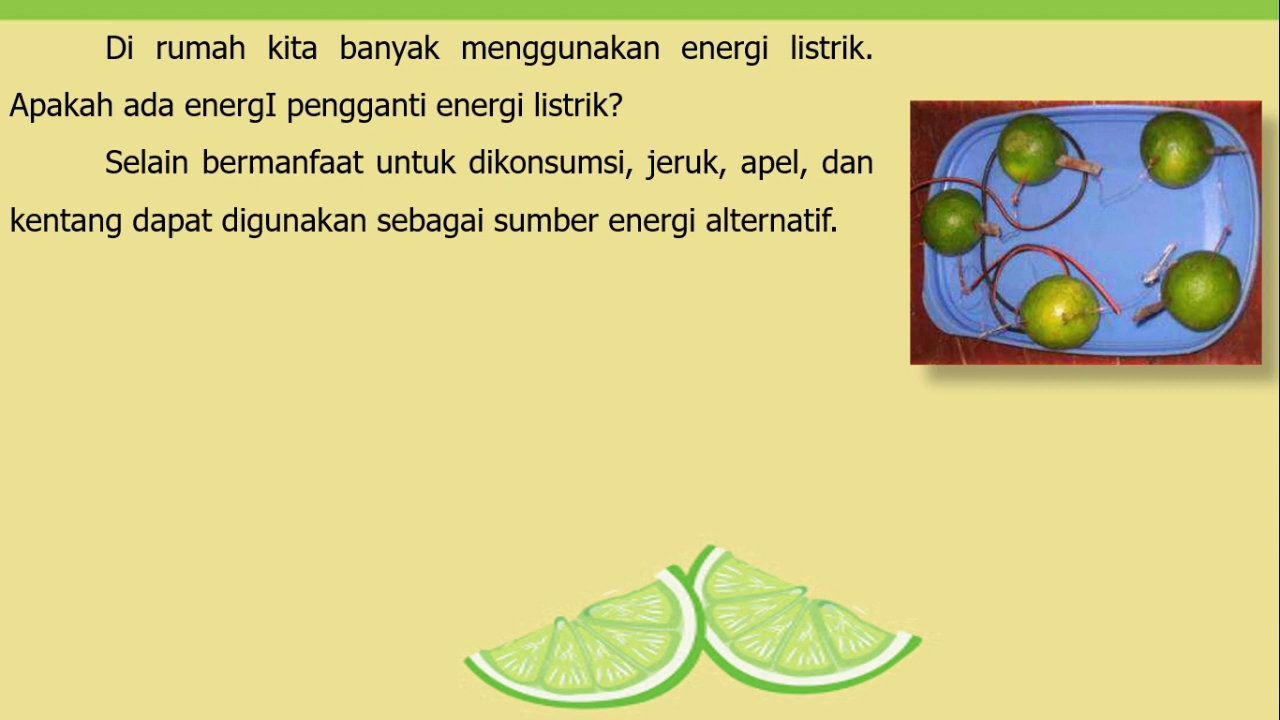 Di rumah kita banyak menggunakan energi listrik.
Apakah ada energI pengganti energi listrik?
Selain bermanfaat untuk dikonsumsi, jeruk, apel, dan
kentang dapat digunakan sebagai sumber energi alternatif.